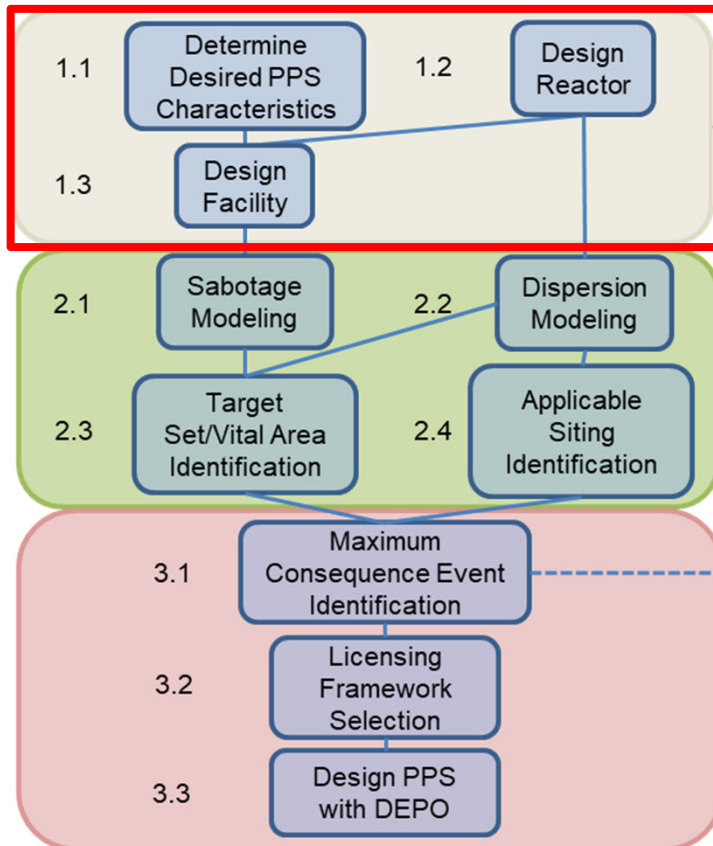 1.1
Determine
Desired PPS
Characteristics
1.2
Design
Reactor
1.3
Design
Facility
2.1
Sabotage
Modeling
2.2
Dispersion
Modeling
2.3
Target
Set/Vital Area
Identification
2.4
Applicable
Siting
Identification
3.1
Maximum
Consequence Event
Identification
3.2
Licensing
Framework
Selection
3.3
Design PPS
with DEPO